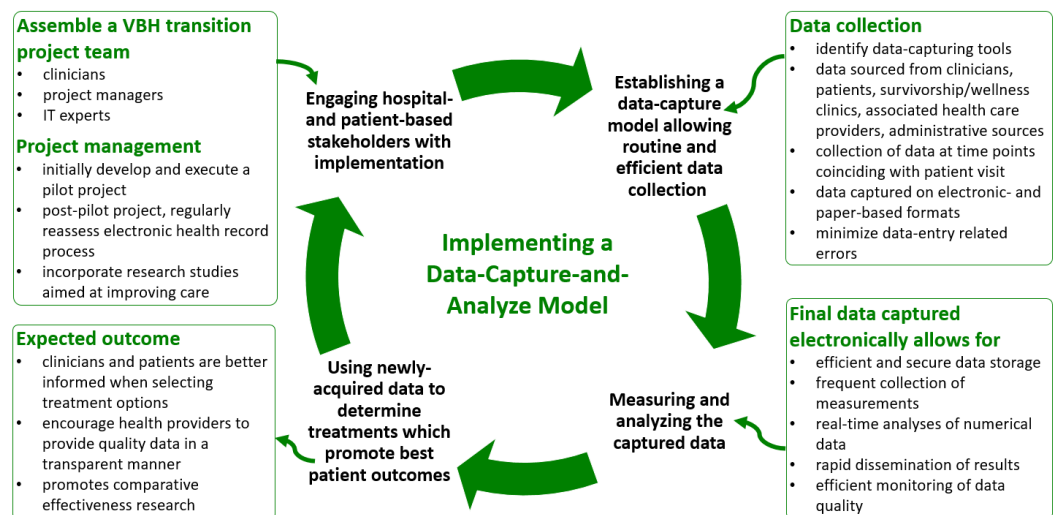 Assemble a VBH transition
project team
• clinicians
• project managers
• IT experts
Project management
• initially develop and execute a
pilot project
• post-pilot project, regularly
reassess electronic health record
process
• incorporate research studies
aimed at improving care
Engaging hospital-
and patient-based
stakeholders with
implementation
Establishing a
data-capture
model allowing
routine and
efficient data
collection
Data collection
• identify data-capturing tools
• data sourced from clinicians,
patients, survivorship/wellness
clinics, associated health care
providers, administrative sources
• collection of data at time points
coinciding with patient visit
• data captured on electronic- and
paper-based formats
• minimize data-entry related
errors
Implementing a
Data-Capture-and-
Analyze Model
Expected outcome
• clinicians and patients are better
informed when selecting
treatment options
• encourage health providers to
provide quality data in a
transparent manner
• promotes comparative
effectiveness research
Using newly-
acquired data to
determine
treatments which
promote best
patient outcomes
Measuring and
analyzing the
captured data
Final data captured
electronically allows for
• efficient and secure data storage
• frequent collection of
measurements
• real-time analyses of numerical
data
• rapid dissemination of results
• efficient monitoring of data
quality